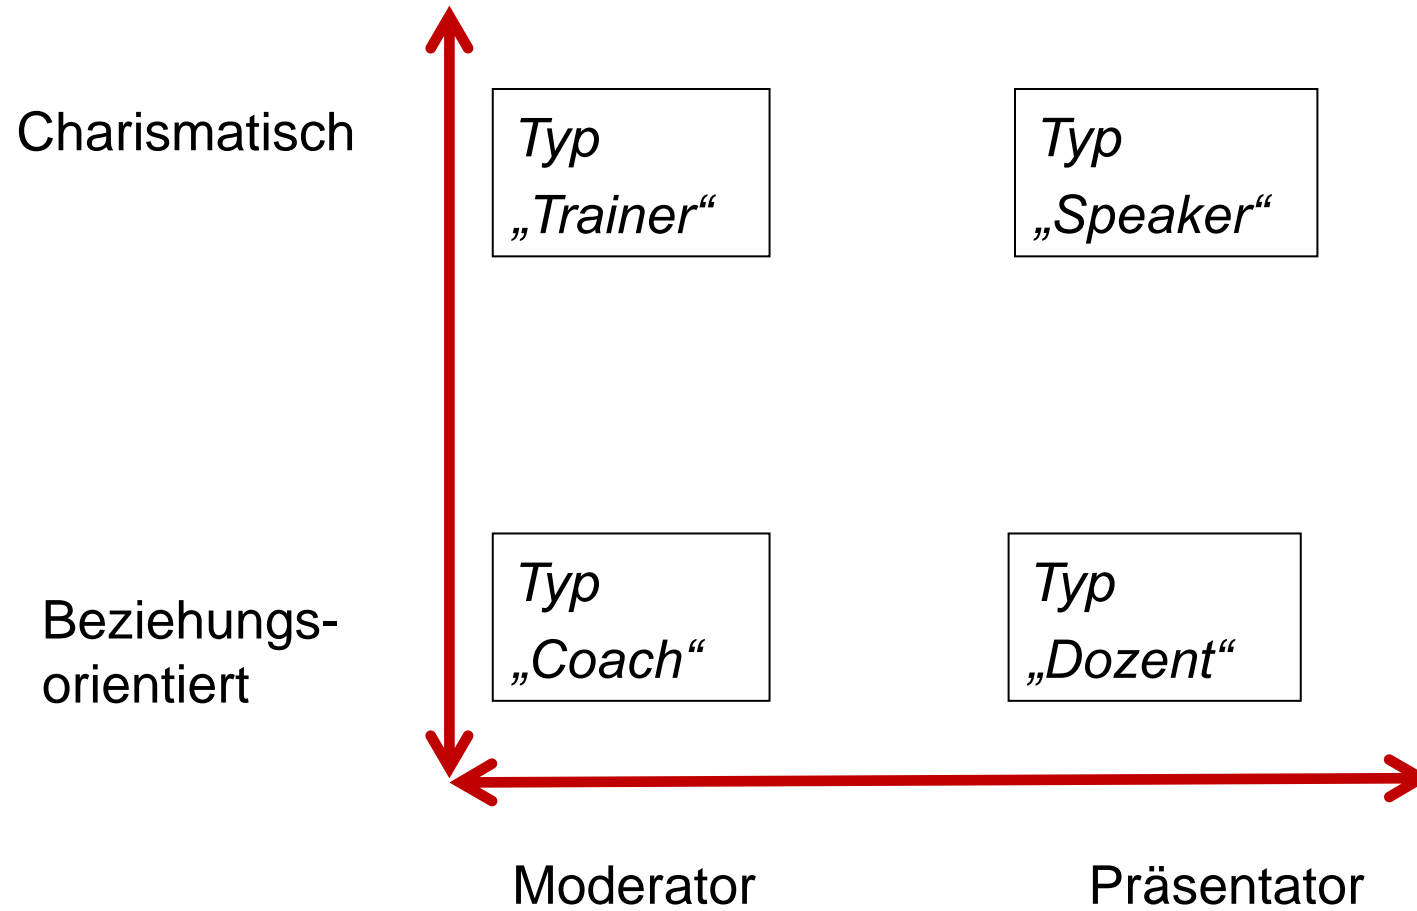 Charismatisch
Typ
„Trainer“
Typ
„Speaker“
Beziehungs-
orientiert
Typ
„Coach“
Typ
„Dozent“
Moderator
Präsentator